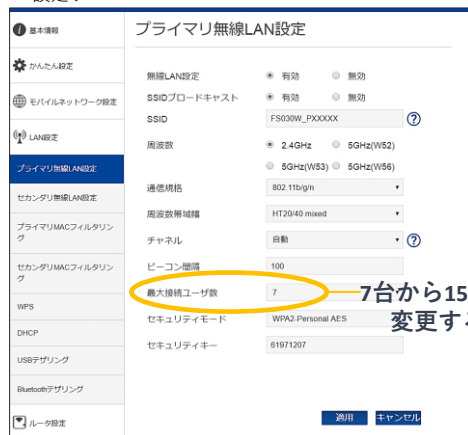 基本情報
かんたん設定
モバイルネットワーク設定
LAN設定
プライマリ無線LAN設定
セカンダリ無線LAN設定
プライマリMACフィルタリン
グ
セカンダリMACフィルタリン
グ
WPS
DHCP
USBテザリング
Bluetoothテザリング
ルータ設定
プライマリ無線LAN設定
無線LAN設定 有効 無効
SSIDブロードキャスト 有効 無効
SSID FS030W_PXXXXX ?
周波数 2.4GHz 5GHz(W52)
5GHz(W53) 5GHz(W56)
通信規格 802.11b/g/n
周波数帯域幅 HT20/40 mixed
チャネル 自動 ?
ビーコン間隔 100
最大接続ユーザ数 7
7台から15
変更する
セキュリティモード WPA2-Personal AES
セキュリティキー 61971207
適用 キャンセル